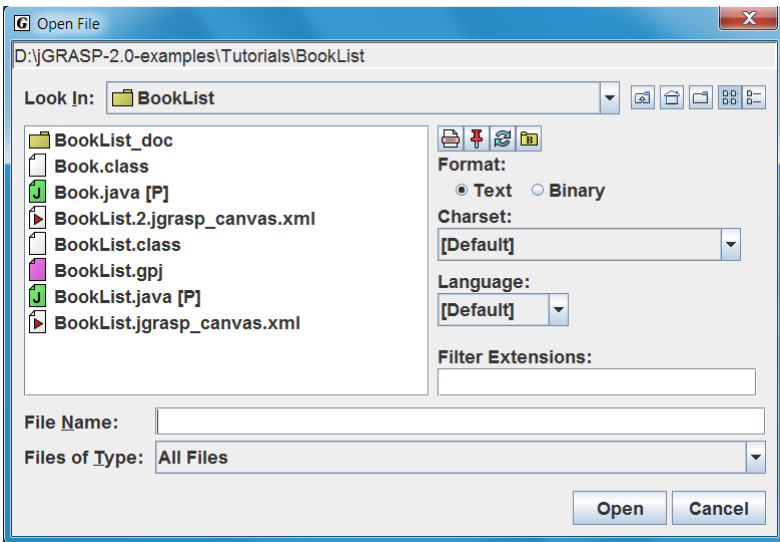 Open File
D:\jGRASP-2.0-examples\Tutorials\BookList
Look In: BookList
BookList_doc
Book.class
Book.java [P]
BookList.2.jgrasp_canvas.xml
BookList.class
BookList.gpj
BookList.java [P]
BookList.jgrasp_canvas.xml
Format:
Text Binary
Charset:
[Default]
Language:
[Default]
Filter Extensions:
File Name:
Files of Type: All Files
Open Cancel